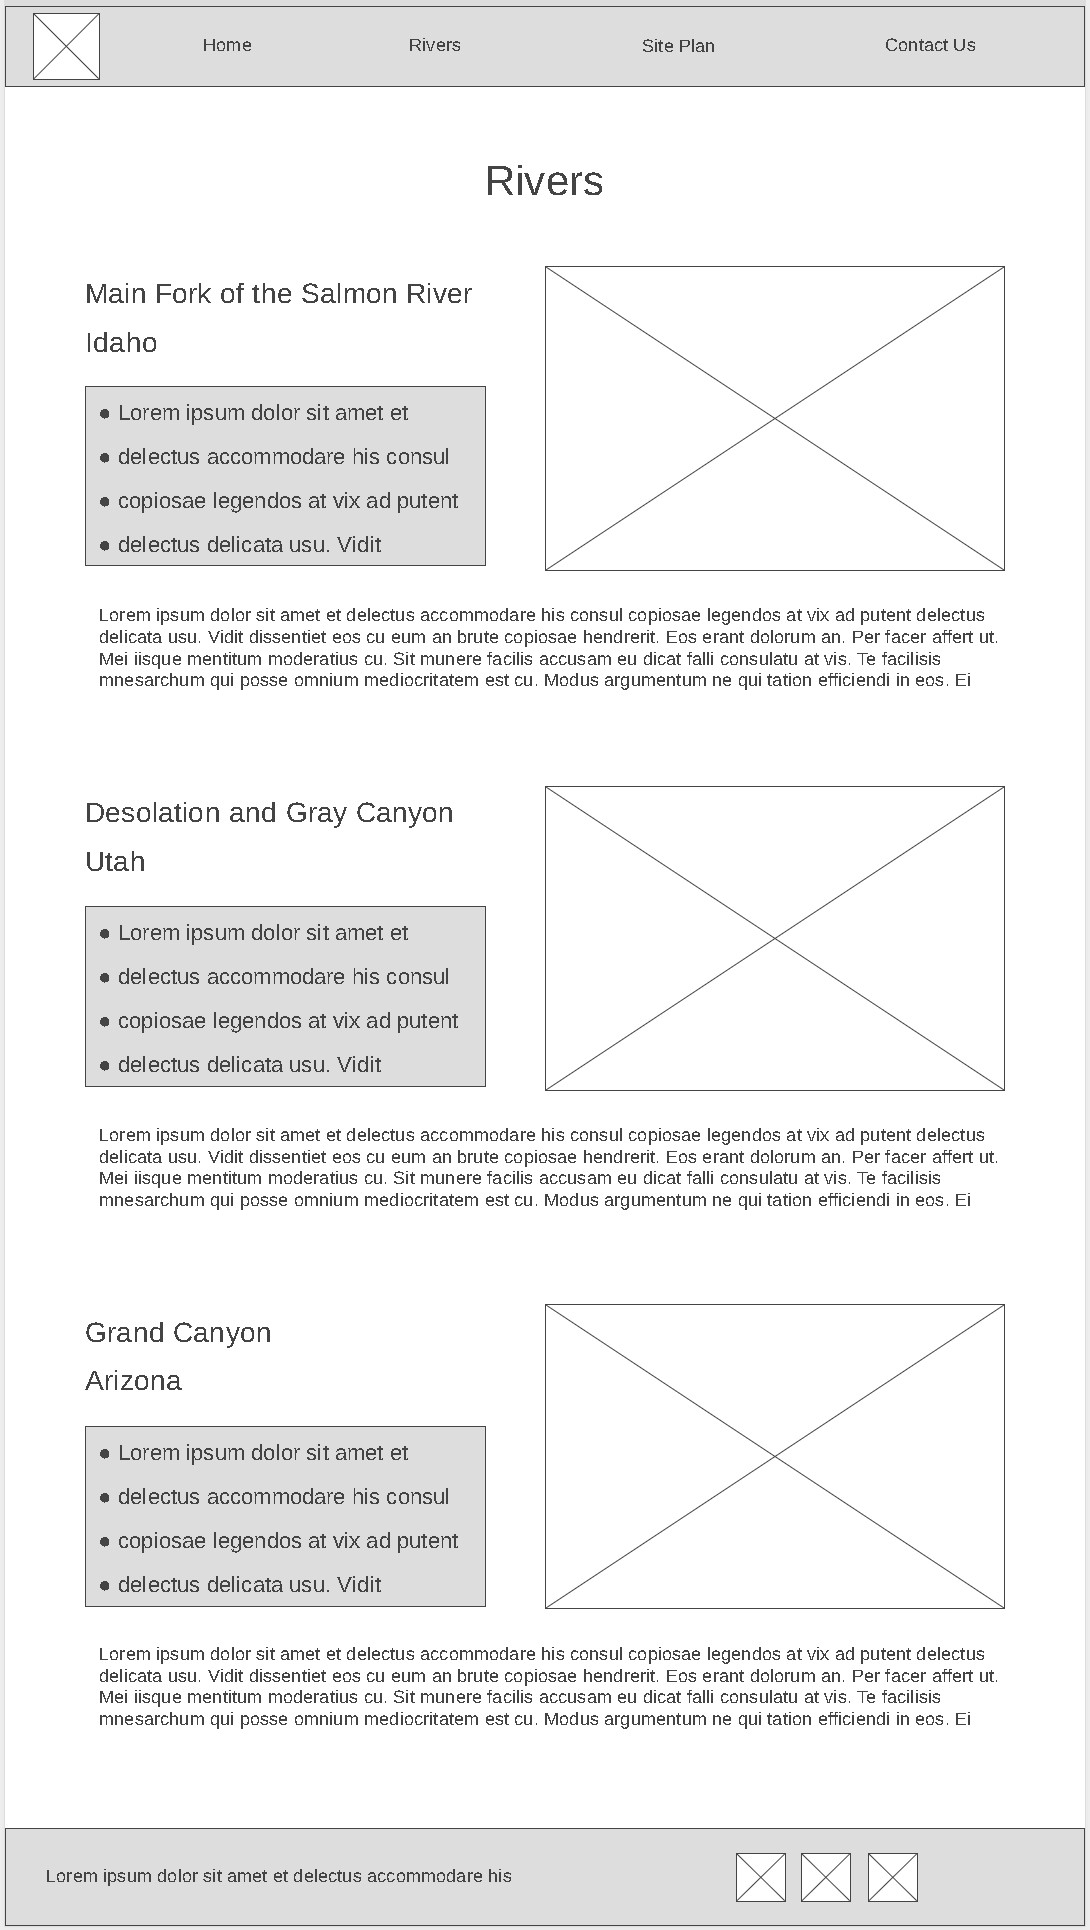 Home Rivers Site Plan Contact Us
Rivers
Main Fork of the Salmon River
Idaho
● Lorem ipsum dolor sit amet et
● delectus accommodare his consul
● copiosae legendos at vix ad putent
● delectus delicata usu. Vidit
Lorem ipsum dolor sit amet et delectus accommodare his consul copiosae legendos at vix ad putent delectus
delicata usu. Vidit dissentiet eos cu eum an brute copiosae hendrerit. Eos erant dolorum an. Per facer affert ut.
Mei iisque mentitum moderatius cu. Sit munere facilis accusam eu dicat falli consulatu at vis. Te facilisis
mnesarchum qui posse omnium mediocritatem est cu. Modus argumentum ne qui tation efficiendi in eos. Ei
Desolation and Gray Canyon
Utah
● Lorem ipsum dolor sit amet et
● delectus accommodare his consul
● copiosae legendos at vix ad putent
● delectus delicata usu. Vidit
Lorem ipsum dolor sit amet et delectus accommodare his consul copiosae legendos at vix ad putent delectus
delicata usu. Vidit dissentiet eos cu eum an brute copiosae hendrerit. Eos erant dolorum an. Per facer affert ut.
Mei iisque mentitum moderatius cu. Sit munere facilis accusam eu dicat falli consulatu at vis. Te facilisis
mnesarchum qui posse omnium mediocritatem est cu. Modus argumentum ne qui tation efficiendi in eos. Ei
Grand Canyon
Arizona
● Lorem ipsum dolor sit amet et
● delectus accommodare his consul
● copiosae legendos at vix ad putent
● delectus delicata usu. Vidit
Lorem ipsum dolor sit amet et delectus accommodare his consul copiosae legendos at vix ad putent delectus
delicata usu. Vidit dissentiet eos cu eum an brute copiosae hendrerit. Eos erant dolorum an. Per facer affert ut.
Mei iisque mentitum moderatius cu. Sit munere facilis accusam eu dicat falli consulatu at vis. Te facilisis
mnesarchum qui posse omnium mediocritatem est cu. Modus argumentum ne qui tation efficiendi in eos. Ei
Lorem ipsum dolor sit amet et delectus accommodare his